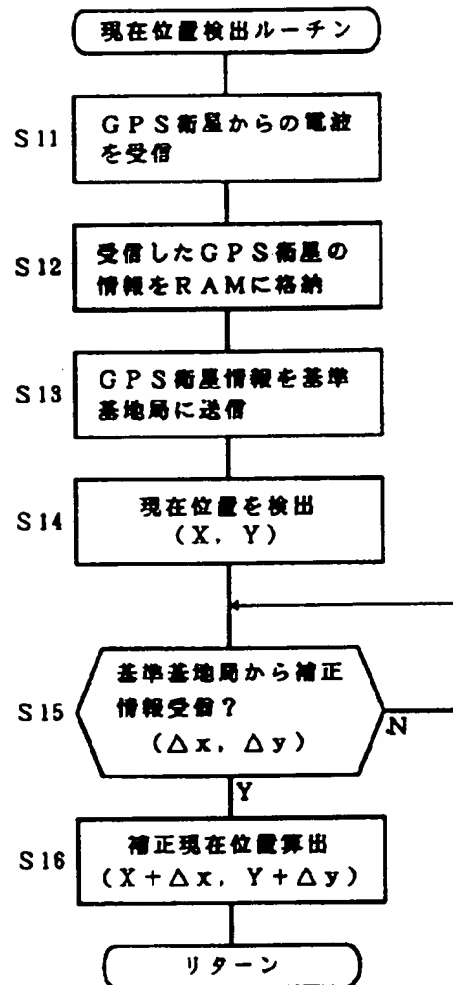 現在位置検出ルーチン
S11
GPS衛星からの電波
を受信
S12
受信したGPS衛星の
情報をRAMに格納
S13
GPS衛星情報を基準
基地局に送信
S14
現在位置を検出
(X, Y)
S15
基準基地局から補正
情報受信?
(△x, △y)
N
Y
S16
補正現在位置算出
(X+△x, Y+△y)
リターン